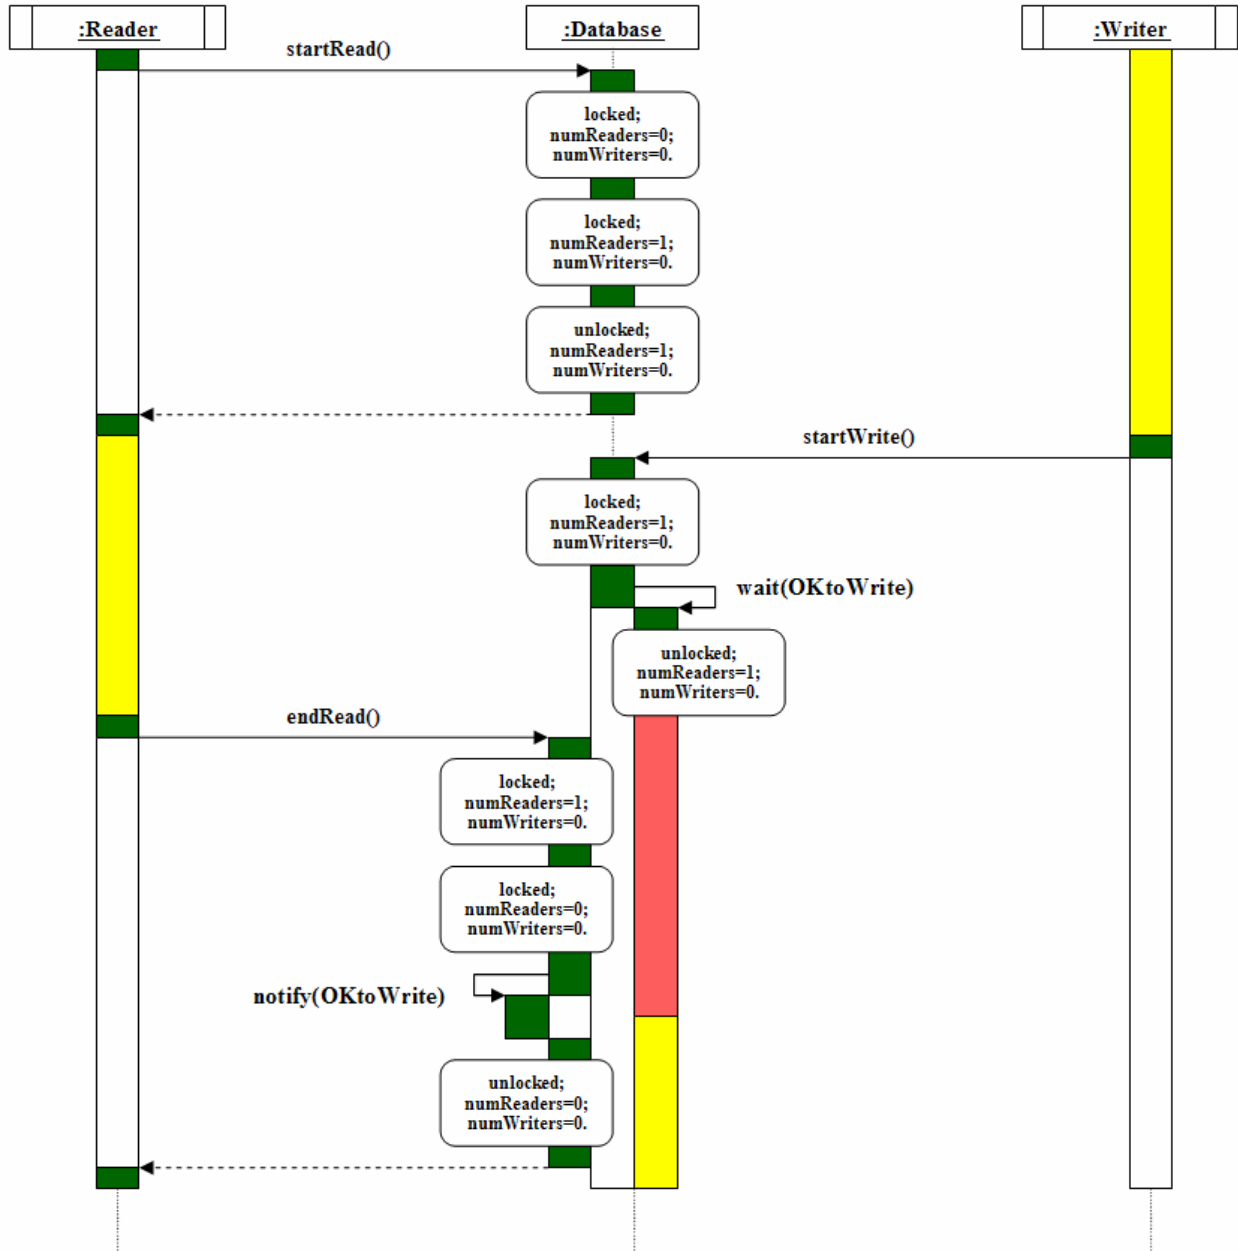 :Reader
:Database
:Writer
startRead()
locked;
numReaders=0;
numWriters=0.
locked;
numReaders=1;
numWriters=0.
unlocked;
numReaders=1;
numWriters=0.
startWrite()
locked;
numReaders=1;
numWriters=0.
wait(OKtoWrite)
unlocked;
numReaders=1;
numWriters=0.
endRead()
locked;
numReaders=1;
numWriters=0.
locked;
numReaders=0;
numWriters=0.
notify(OKtoWrite)
unlocked;
numReaders=0;
numWriters=0.